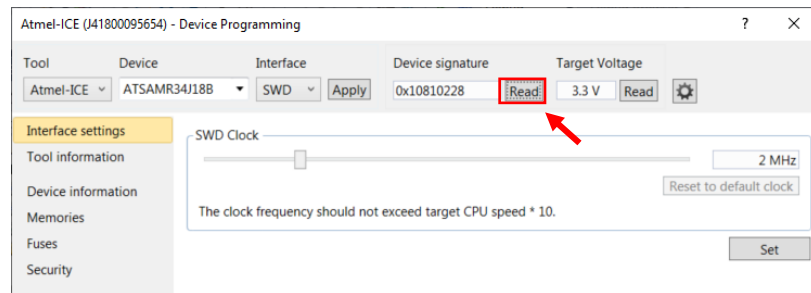 Atmel-ICE (J41800095654) - Device Programming ? ×
Tool Device Interface Device signature Target Voltage
Atmel-ICE ATSAMR34J18B SWD Apply 0x10810228 Read 3.3 V Read
Interface settings
Tool information
Device information
Memories
Fuses
Security
SWD Clock
2 MHz
Reset to default clock
The clock frequency should not exceed target CPU speed * 10.
Set